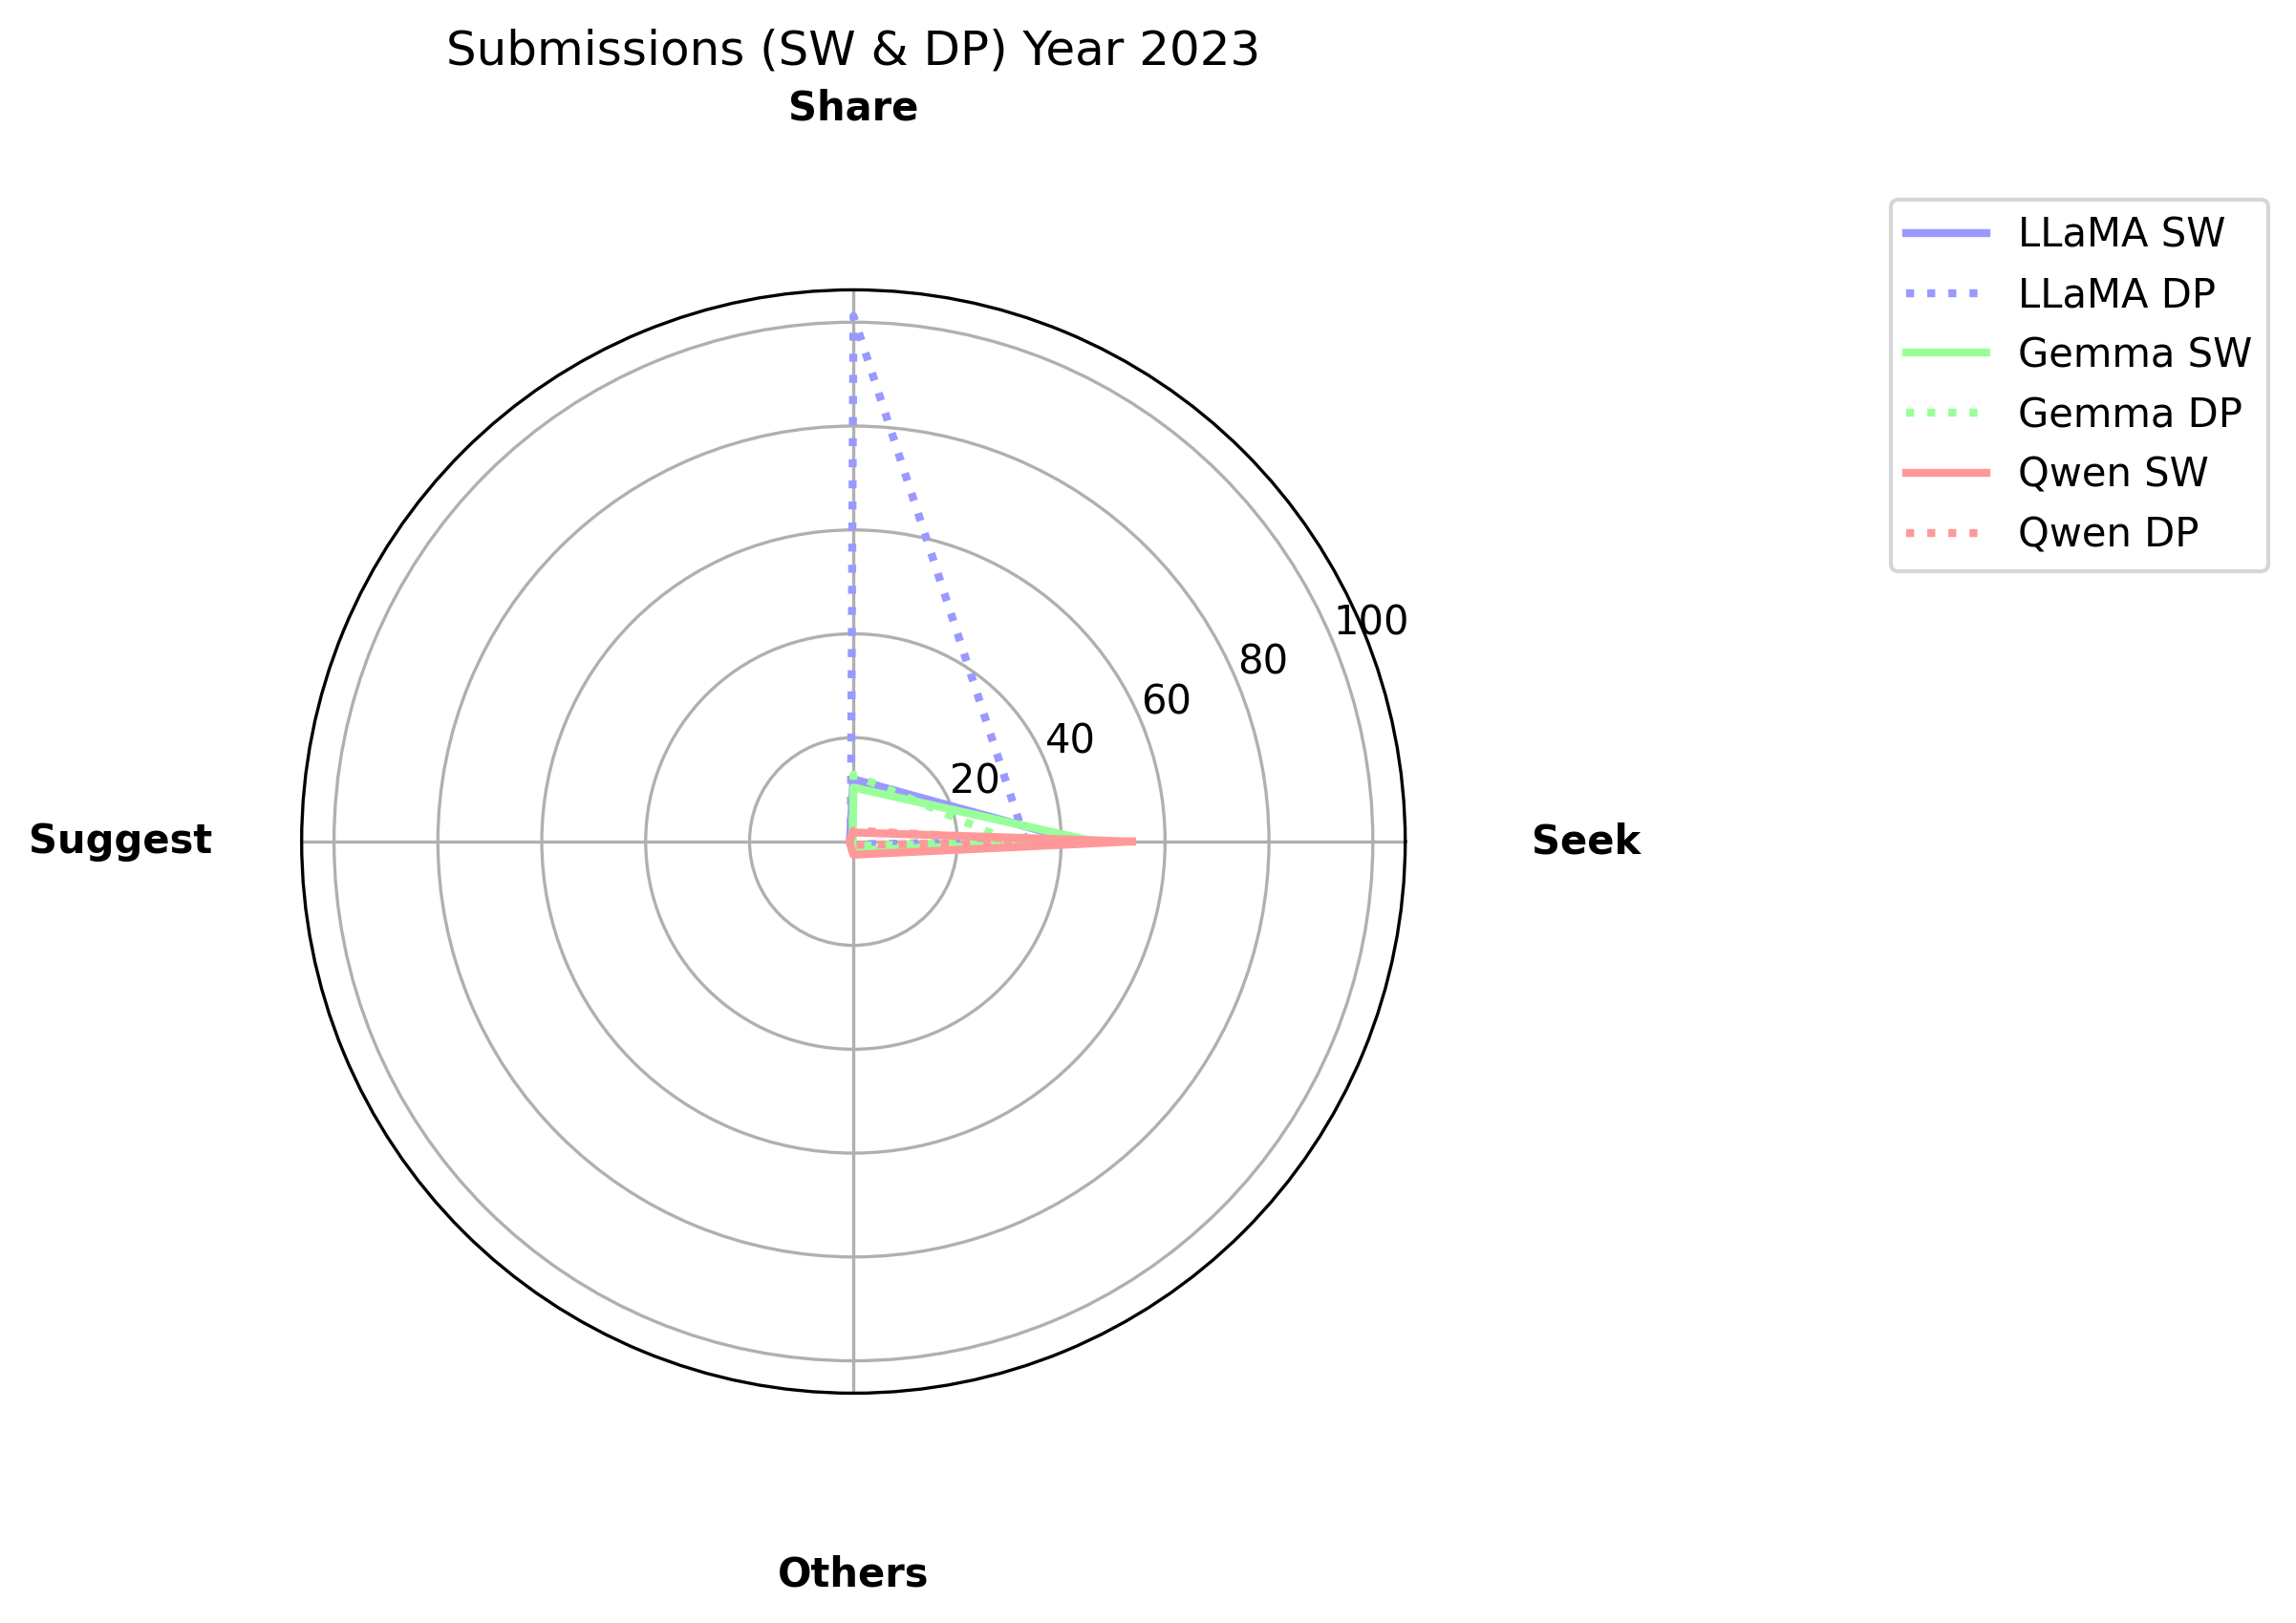 Submissions (SW & DP) Year 2023
Share
LLaMA SW
LLaMA DP
Gemma SW
Gemma DP
Qwen SW
Qwen DP
100
80
60
40
20
Suggest
Seek
Others